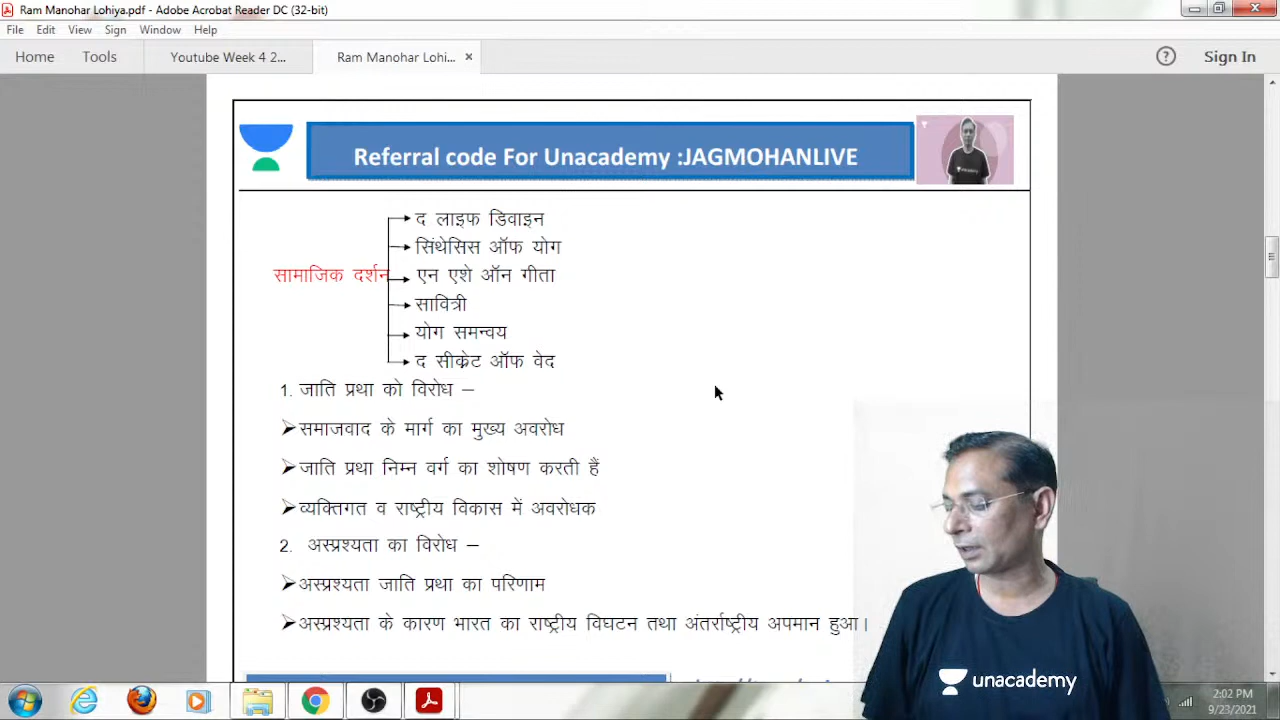 Ram Manohar Lohiya.pdf - Adobe Acrobat Reader DC (32-bit)
File Edit View Sign Window Help
Home Tools Youtube Week 4 2... Ram Manohar Lohi... × ? Sign In
Referral code For Unacademy :JAGMOHANLIVE
द लाइफ डिवाइन
सिंथेसिस ऑफ योग
सामाजिक दर्शन एन एशे ऑन गीता
सावित्री
योग समन्वय
द सीक्रेट ऑफ वेद
1. जाति प्रथा को विरोध –
➢समाजवाद के मार्ग का मुख्य अवरोध
➢जाति प्रथा निम्न वर्ग का शोषण करती हैं
➢व्यक्तिगत व राष्ट्रीय विकास में अवरोधक
2. अस्प्रश्यता का विरोध –
➢अस्प्रश्यता जाति प्रथा का परिणाम
➢अस्प्रश्यता के कारण भारत का राष्ट्रीय विघटन तथा अंतर्राष्ट्रीय अपमान हुआ।
unacademy
2:02 PM
9/23/2021